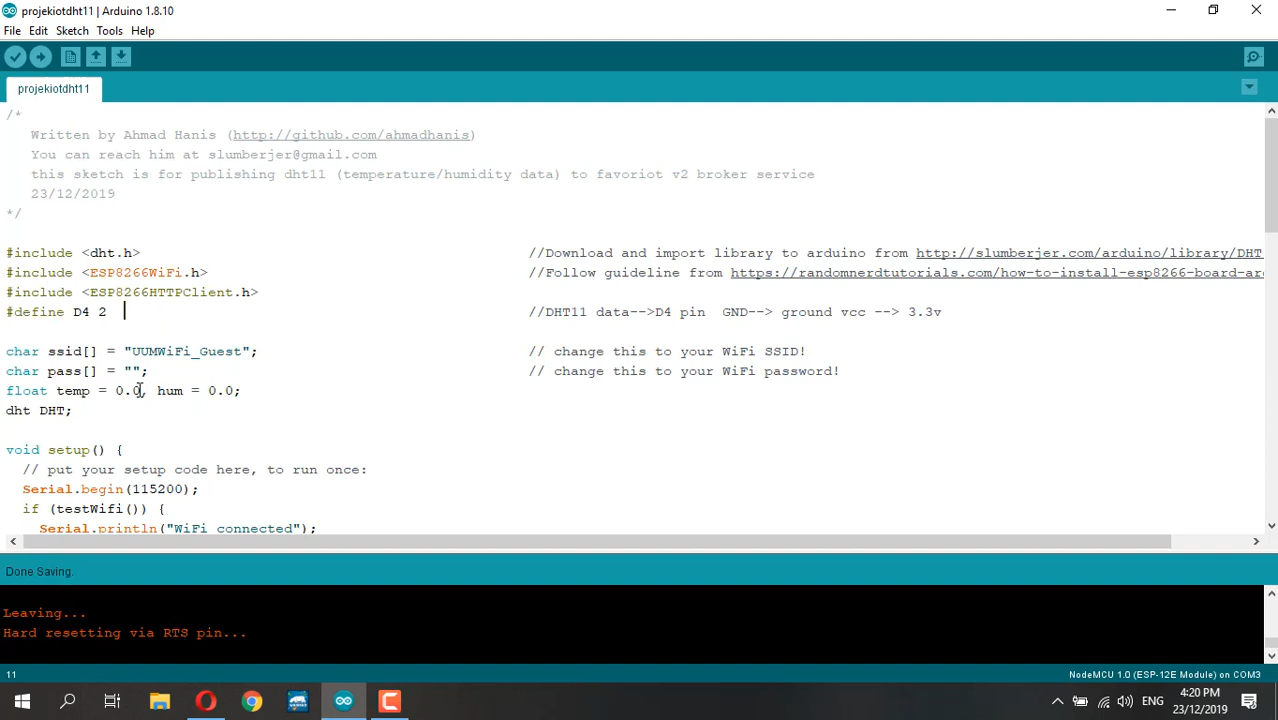 projekiotdht11 | Arduino 1.8.10
File Edit Sketch Tools Help
projekiotdht11
/*
Written by Ahmad Hanis (http://github.com/ahmadhanis)
You can reach him at slumberjer@gmail.com
this sketch is for publishing dht11 (temperature/humidity data) to favoriot v2 broker service
23/12/2019
*/
#include <dht.h> //Download and import library to arduino from http://slumberjer.com/arduino/library/DHT
#include <ESP8266WiFi.h> //Follow guideline from https://randomnerdtutorials.com/how-to-install-esp8266-board-ar
#include <ESP8266HTTPClient.h>
#define D4 2 //DHT11 data-->D4 pin GND--> ground vcc --> 3.3v
char ssid[] = "UUMWiFi_Guest"; // change this to your WiFi SSID!
char pass[] = ""; // change this to your WiFi password!
float temp = 0.0, hum = 0.0;
dht DHT;
void setup() {
// put your setup code here, to run once:
Serial.begin(115200);
if (testWifi()) {
Serial.println("WiFi connected");
Done Saving.
Leaving...
Hard resetting via RTS pin...
11 NodeMCU 1.0 (ESP-12E Module) on COM3
ENG 4:20 PM
23/12/2019